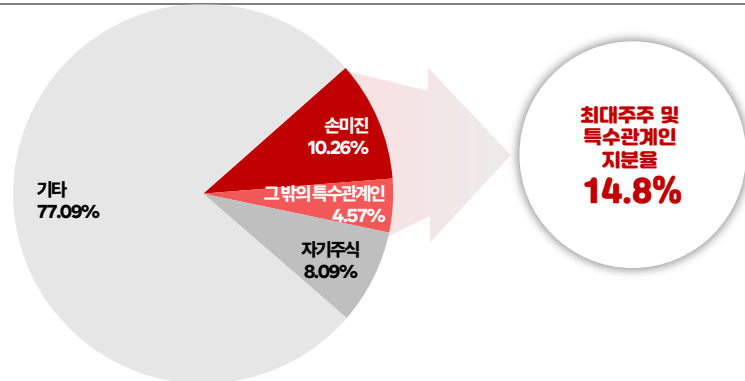 손미진
10.26%
그 밖의 특수관계인
4.57%
자기주식
8.09%
기타
77.09%
최대주주 및
특수관계인
지분율
14.8%